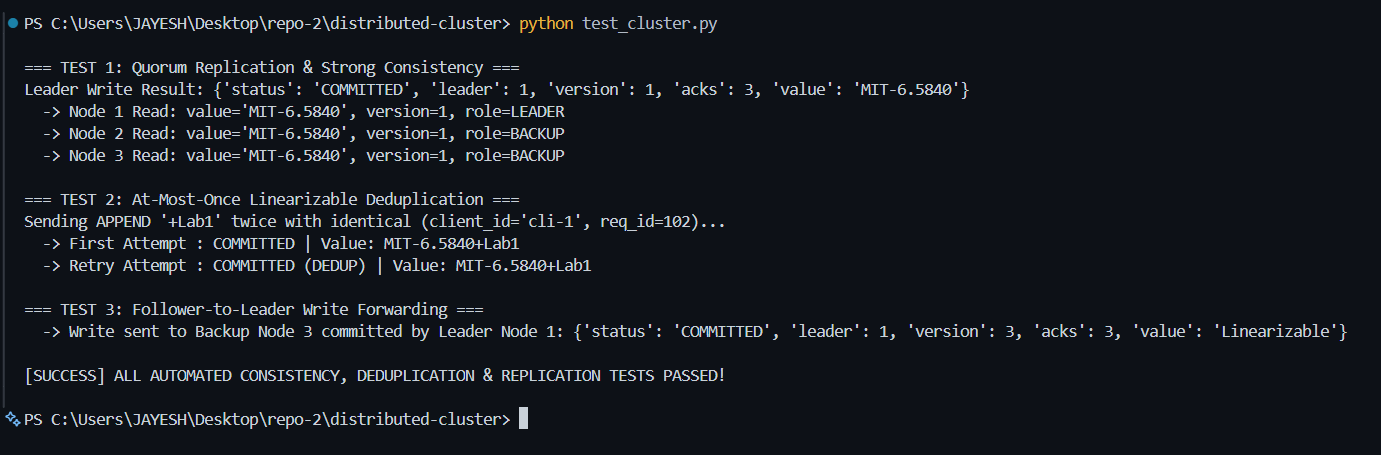 PS C:\Users\JAYESH\Desktop\repo-2\distributed-cluster> python test_cluster.py
=== TEST 1: Quorum Replication & Strong Consistency ===
Leader Write Result: {'status': 'COMMITTED', 'leader': 1, 'version': 1, 'acks': 3, 'value': 'MIT-6.5840'}
-> Node 1 Read: value='MIT-6.5840', version=1, role=LEADER
-> Node 2 Read: value='MIT-6.5840', version=1, role=BACKUP
-> Node 3 Read: value='MIT-6.5840', version=1, role=BACKUP
=== TEST 2: At-Most-Once Linearizable Deduplication ===
Sending APPEND '+Lab1' twice with identical (client_id='cli-1', req_id=102)...
-> First Attempt : COMMITTED | Value: MIT-6.5840+Lab1
-> Retry Attempt : COMMITTED (DEDUP) | Value: MIT-6.5840+Lab1
=== TEST 3: Follower-to-Leader Write Forwarding ===
-> Write sent to Backup Node 3 committed by Leader Node 1: {'status': 'COMMITTED', 'leader': 1, 'version': 3, 'acks': 3, 'value': 'Linearizable'}
[SUCCESS] ALL AUTOMATED CONSISTENCY, DEDUPLICATION & REPLICATION TESTS PASSED!
PS C:\Users\JAYESH\Desktop\repo-2\distributed-cluster>